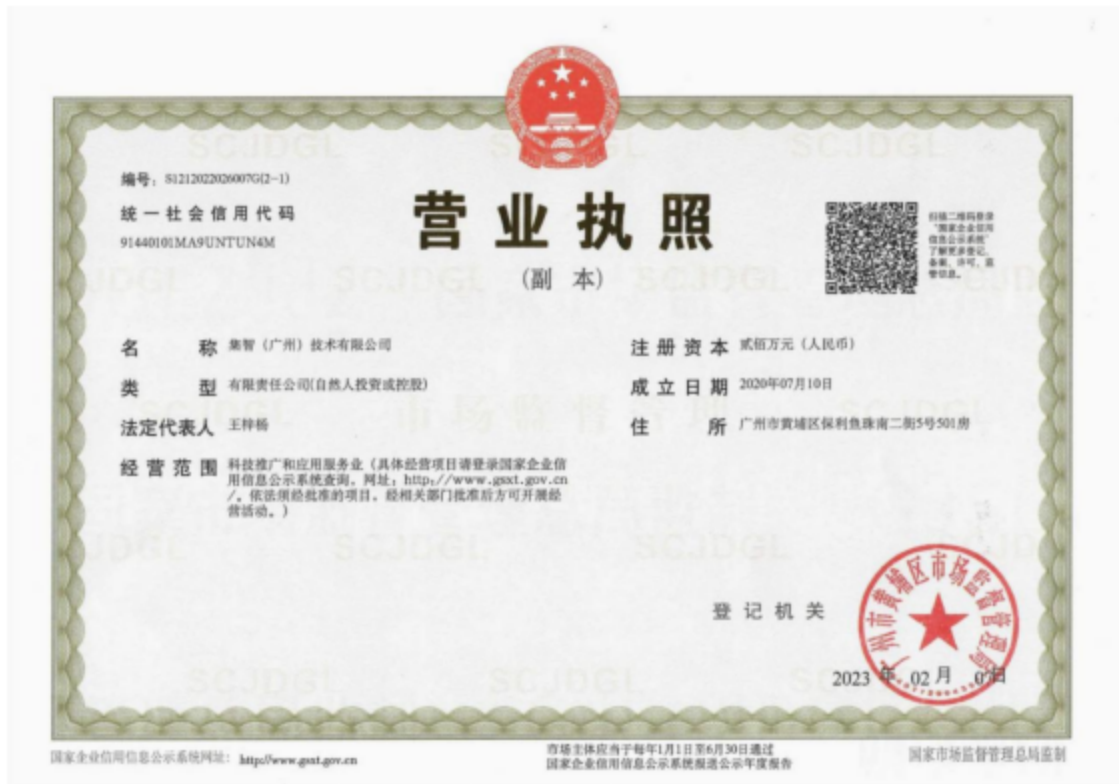 编号：S1212022026007G(2-1)
统一社会信用代码
91440101MA9UNTUN4M
营业执照
（副 本）
扫描二维码登录
“国家企业信用
信息公示系统”
了解更多登记、
备案、许可、监
管信息。
名 称 集智（广州）技术有限公司
类 型 有限责任公司(自然人投资或控股)
法定代表人 王梓杨
经营范围 科技推广和应用服务业（具体经营项目请登录国家企业信
用信息公示系统查询，网址：http://www.gsxt.gov.cn
/。依法须经批准的项目，经相关部门批准后方可开展经
营活动。）
注册资本 贰佰万元（人民币）
成立日期 2020年07月10日
住 所 广州市黄埔区保利鱼珠南二街5号501房
登记机关
广州市黄埔区市场监督管理局
2023 年 02 月 0日
国家企业信用信息公示系统网址：http://www.gsxt.gov.cn
市场主体应当于每年1月1日至6月30日通过
国家企业信用信息公示系统报送公示年度报告
国家市场监督管理总局监制
SCJDGL
市场监督管理